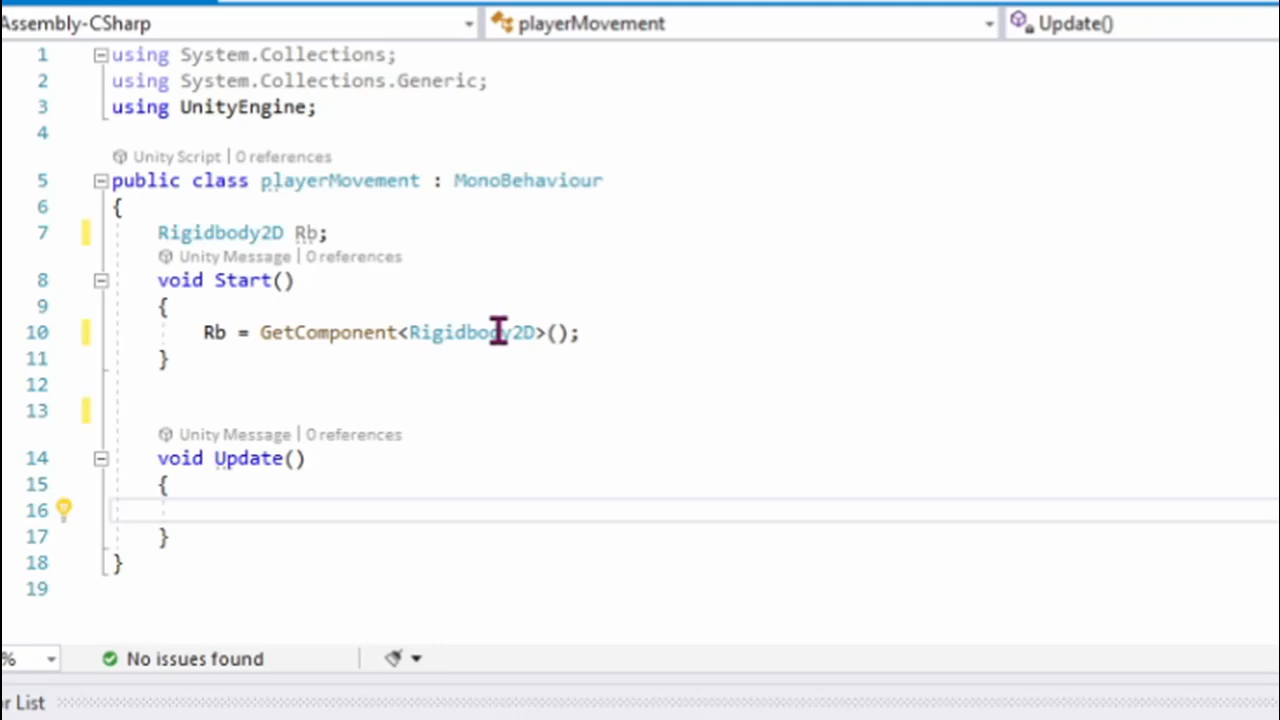 Assembly-CSharp playerMovement Update()
1 using System.Collections;
2 using System.Collections.Generic;
3 using UnityEngine;
4
Unity Script | 0 references
5 public class playerMovement : MonoBehaviour
6 {
7 Rigidbody2D Rb;
Unity Message | 0 references
8 void Start()
9 {
10 Rb = GetComponent<Rigidbody2D>();
11 }
12
13
Unity Message | 0 references
14 void Update()
15 {
16
17 }
18 }
19
% No issues found
r List